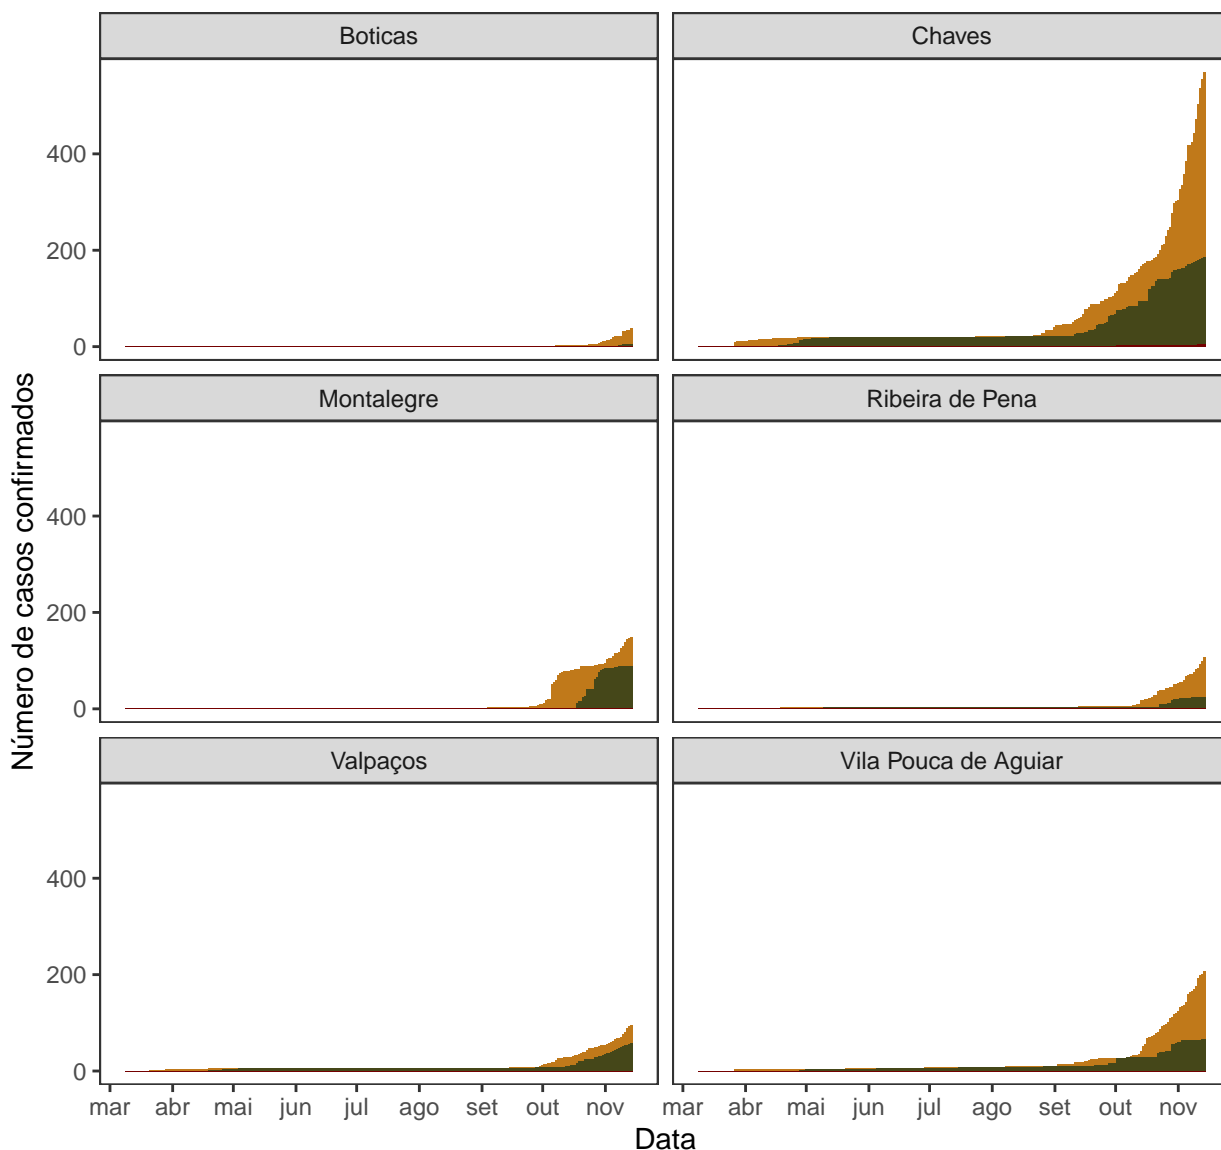 Boticas
Chaves
400
200
0
Montalegre
Ribeira de Pena
400
200
0
Valpaços
Vila Pouca de Aguiar
400
200
0
mar abr mai jun jul ago set out nov
mar abr mai jun jul ago set out nov
Data
Número de casos confirmados